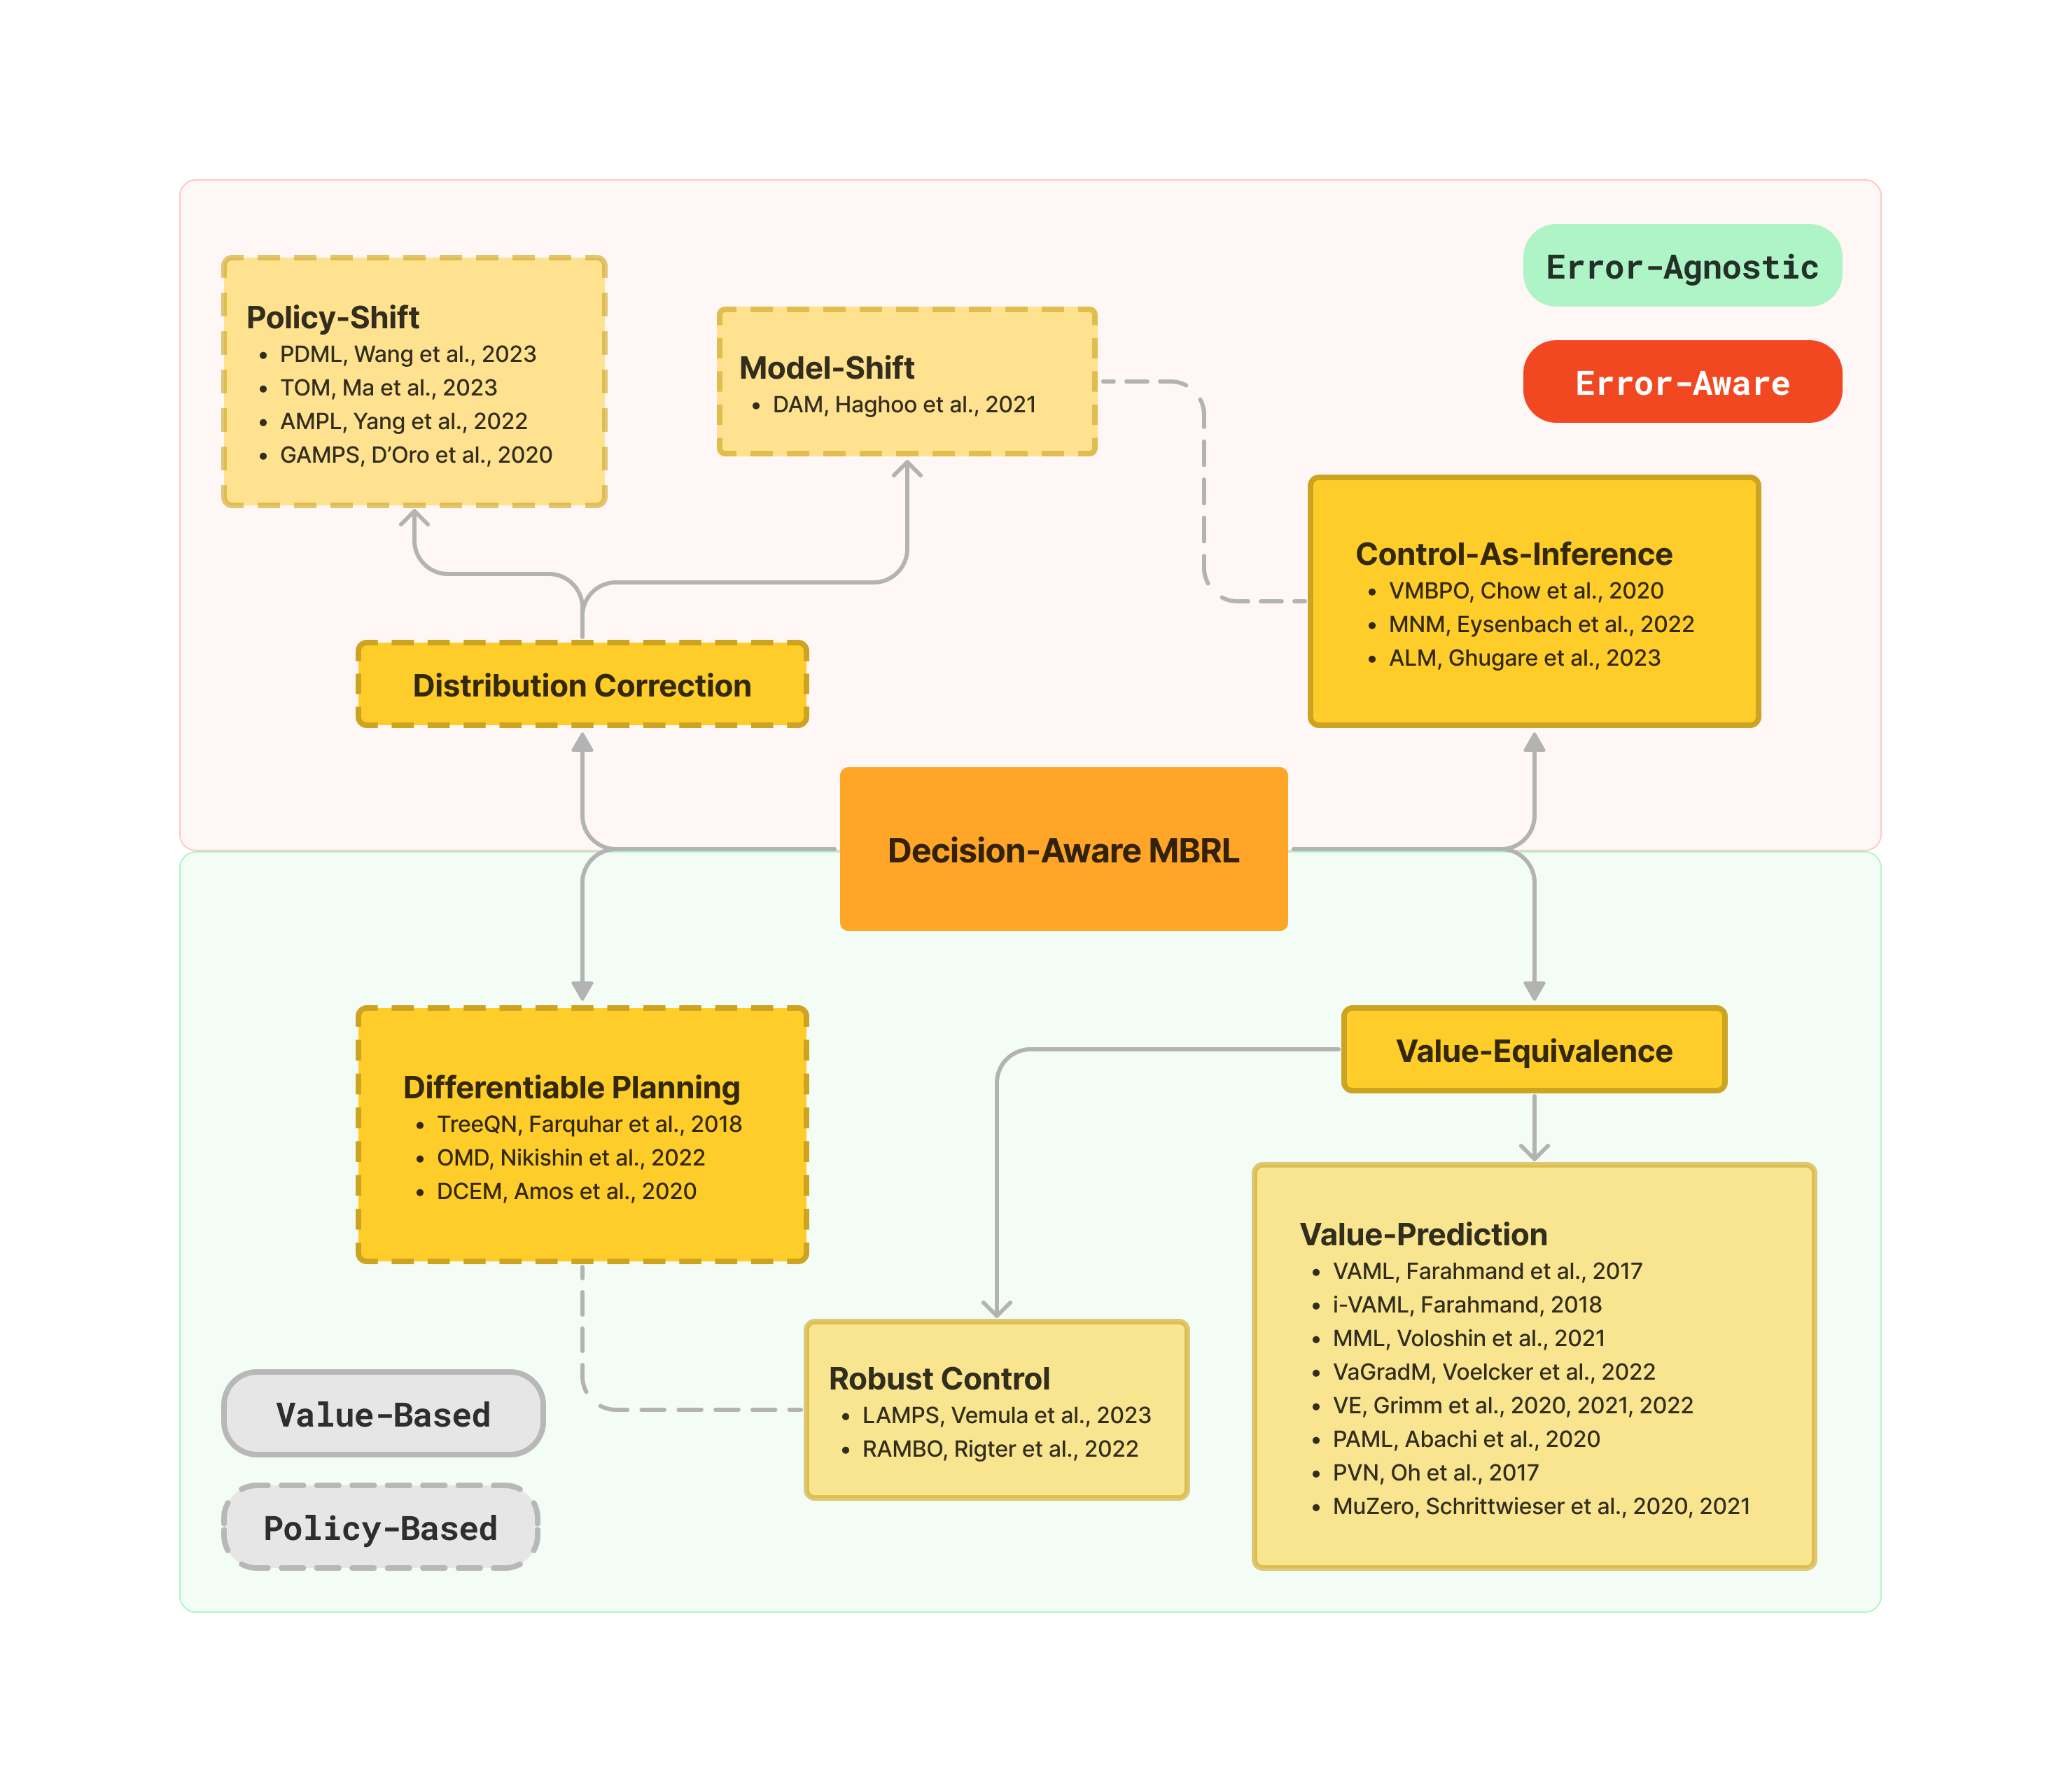 Error-Agnostic
Error-Aware
Policy-Shift
• PDML, Wang et al., 2023
• TOM, Ma et al., 2023
• AMPL, Yang et al., 2022
• GAMPS, D’Oro et al., 2020
Model-Shift
• DAM, Haghoo et al., 2021
Control-As-Inference
• VMBPO, Chow et al., 2020
• MNM, Eysenbach et al., 2022
• ALM, Ghugare et al., 2023
Distribution Correction
Decision-Aware MBRL
Differentiable Planning
• TreeQN, Farquhar et al., 2018
• OMD, Nikishin et al., 2022
• DCEM, Amos et al., 2020
Value-Equivalence
Value-Prediction
• VAML, Farahmand et al., 2017
• i-VAML, Farahmand, 2018
• MML, Voloshin et al., 2021
• VaGradM, Voelcker et al., 2022
• VE, Grimm et al., 2020, 2021, 2022
• PAML, Abachi et al., 2020
• PVN, Oh et al., 2017
• MuZero, Schrittwieser et al., 2020, 2021
Robust Control
• LAMPS, Vemula et al., 2023
• RAMBO, Rigter et al., 2022
Value-Based
Policy-Based